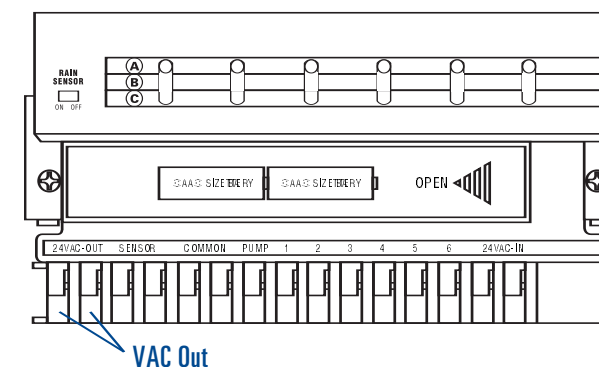 RAIN
SENSOR
ON OFF
A
B
C
OPEN
24VAC-OUT SENSOR COMMON PUMP 1 2 3 4 5 6 24VAC-IN
VAC Out